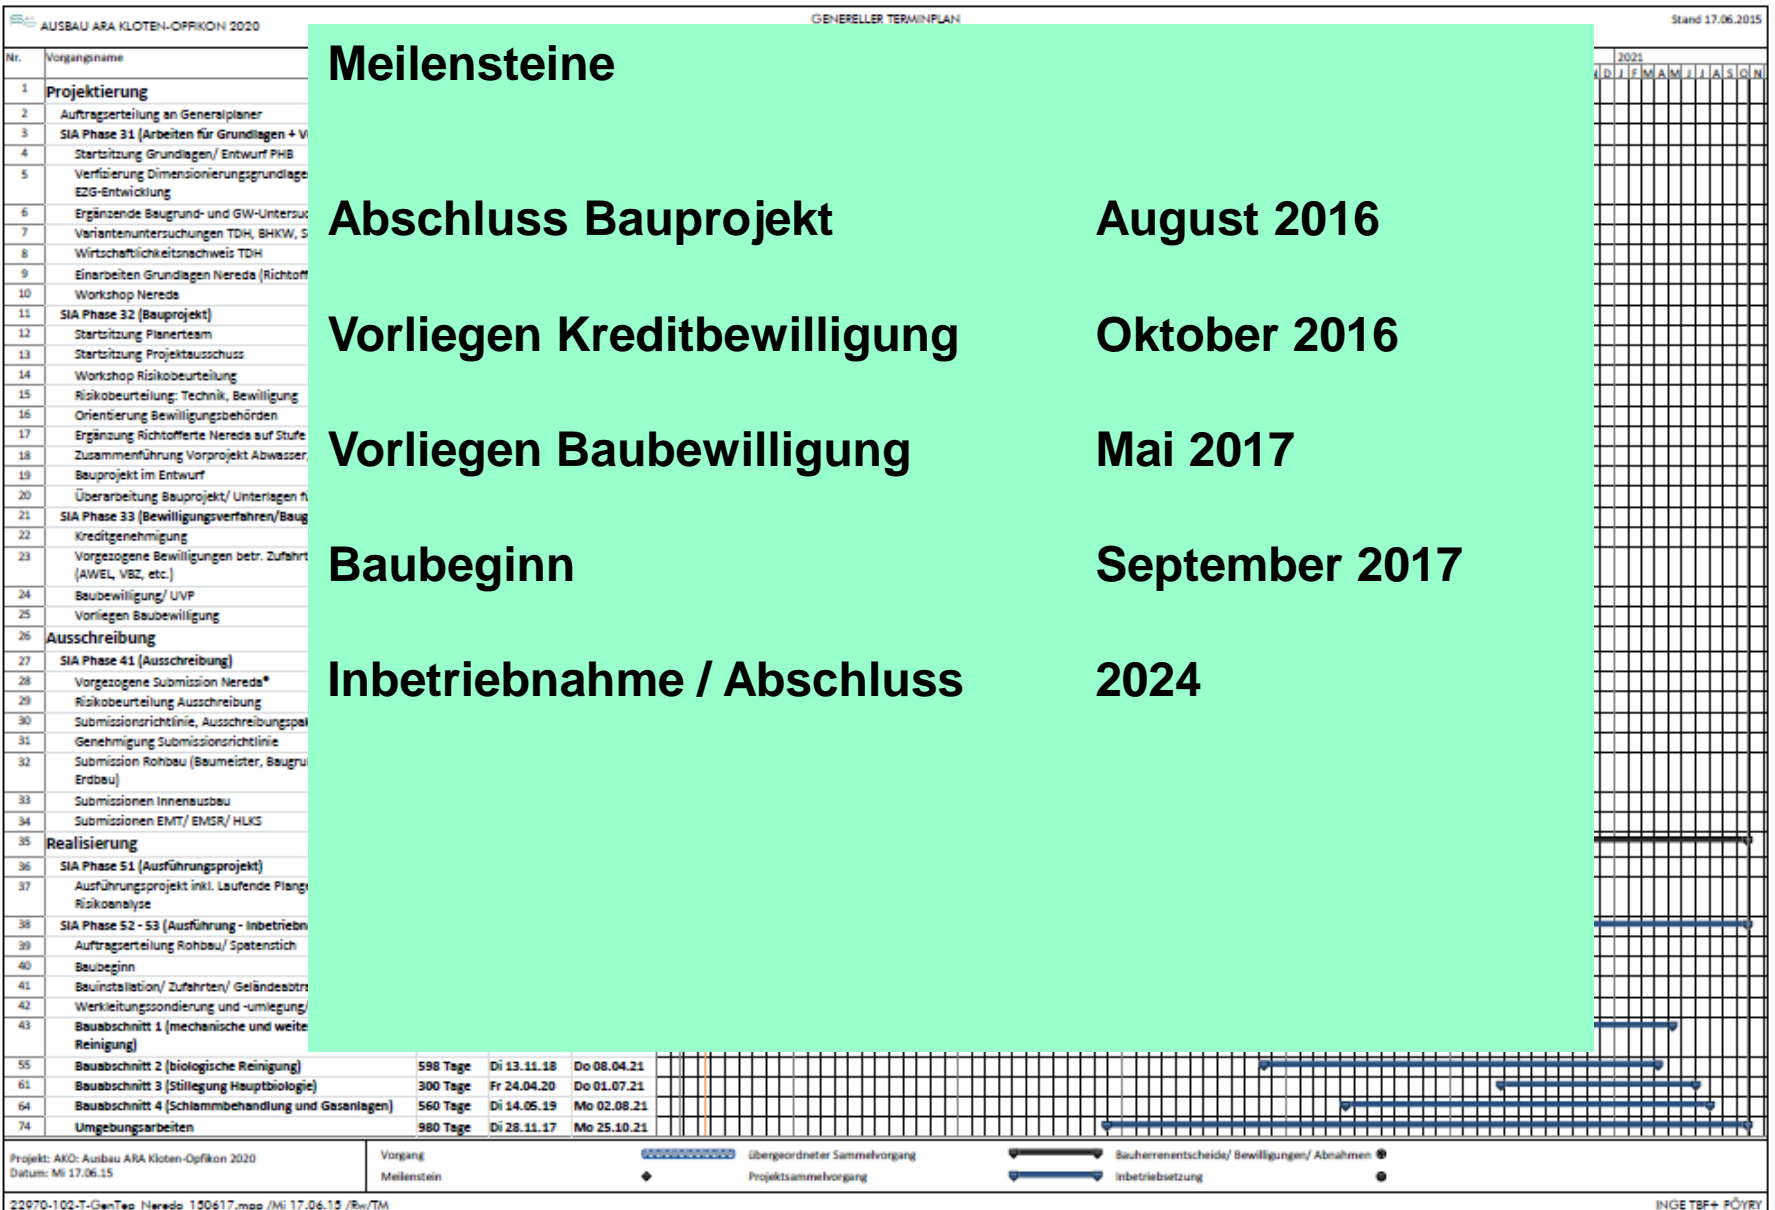 AUSBAU ARA KLOTEN-OPFIKON 2020
GENERELLER TERMINPLAN
Stand 17.06.2015
Nr. Vorgangsname
2021
D J F M A M J J A S O N
Meilensteine
Abschluss Bauprojekt August 2016
Vorliegen Kreditbewilligung Oktober 2016
Vorliegen Baubewilligung Mai 2017
Baubeginn September 2017
Inbetriebnahme / Abschluss 2024
1 Projektierung
2 Auftragserteilung an Generalplaner
3 SIA Phase 31 (Arbeiten für Grundlagen +
4 Startsitzung Grundlagen/ Entwurf PHB
5 Verfizierung Dimensionierungsgrundlage
EZG-Entwicklung
6 Ergänzende Baugrund- und GW-Untersuc
7 Variantenuntersuchungen TDH, BHKW, S
8 Wirtschaftlichkeitsnachweis TDH
9 Einarbeiten Grundlagen Nereda (Richtoff
10 Workshop Nereda
11 SIA Phase 32 (Bauprojekt)
12 Startsitzung Planerteam
13 Startsitzung Projektausschuss
14 Workshop Risikobeurteilung
15 Risikobeurteilung: Technik, Bewilligung
16 Orientierung Bewilligungsbehörden
17 Ergänzung Richtofferte Nereda auf Stufe
18 Zusammenführung Vorprojekt Abwasser,
19 Bauprojekt im Entwurf
20 Überarbeitung Bauprojekt/ Unterlagen fü
21 SIA Phase 33 (Bewilligungsverfahren/Baug
22 Kreditgenehmigung
23 Vorgezogene Bewilligungen betr. Zufahrt
(AWEL, VBZ, etc.)
24 Baubewilligung/ UVP
25 Vorliegen Baubewilligung
26 Ausschreibung
27 SIA Phase 41 (Ausschreibung)
28 Vorgezogene Submission Nereda*
29 Risikobeurteilung Ausschreibung
30 Submissionsrichtlinie, Ausschreibungspak
31 Genehmigung Submissionsrichtlinie
32 Submission Rohbau (Baumeister, Baugru
Erdbau)
33 Submissionen Innenausbau
34 Submissionen EMT/ EMSR/ HLKS
35 Realisierung
36 SIA Phase 51 (Ausführungsprojekt)
37 Ausführungsprojekt inkl. Laufende Plange
Risikoanalyse
38 SIA Phase 52 - 53 (Ausführung - Inbetriebn
39 Auftragserteilung Rohbau/ Spatenstich
40 Baubeginn
41 Bauinstallation/ Zufahrten/ Geländeabtra
42 Werkleitungssondierung und -umlegung/
43 Bauabschnitt 1 (mechanische und weite
Reinigung)
55 Bauabschnitt 2 (biologische Reinigung) 598 Tage Di 13.11.18 Do 08.04.21
61 Bauabschnitt 3 (Stillegung Hauptbiologie) 300 Tage Fr 24.04.20 Do 01.07.21
64 Bauabschnitt 4 (Schlammbehandlung und Gasanlagen) 560 Tage Di 14.05.19 Mo 02.08.21
74 Umgebungsarbeiten 980 Tage Di 28.11.17 Mo 25.10.21
Projekt: AKO: Ausbau ARA Kloten-Opfikon 2020
Datum: Mi 17.06.15
Vorgang übergeordneter Sammelvorgang Bauherrenentscheide/ Bewilligungen/ Abnahmen
Meilenstein Projektsammelvorgang Inbetriebsetzung
22970-102-T-GenTep_Nereda_150617.mpp /Mi 17.06.15 /Rw/TM
INGE TBF+ PÖYRY